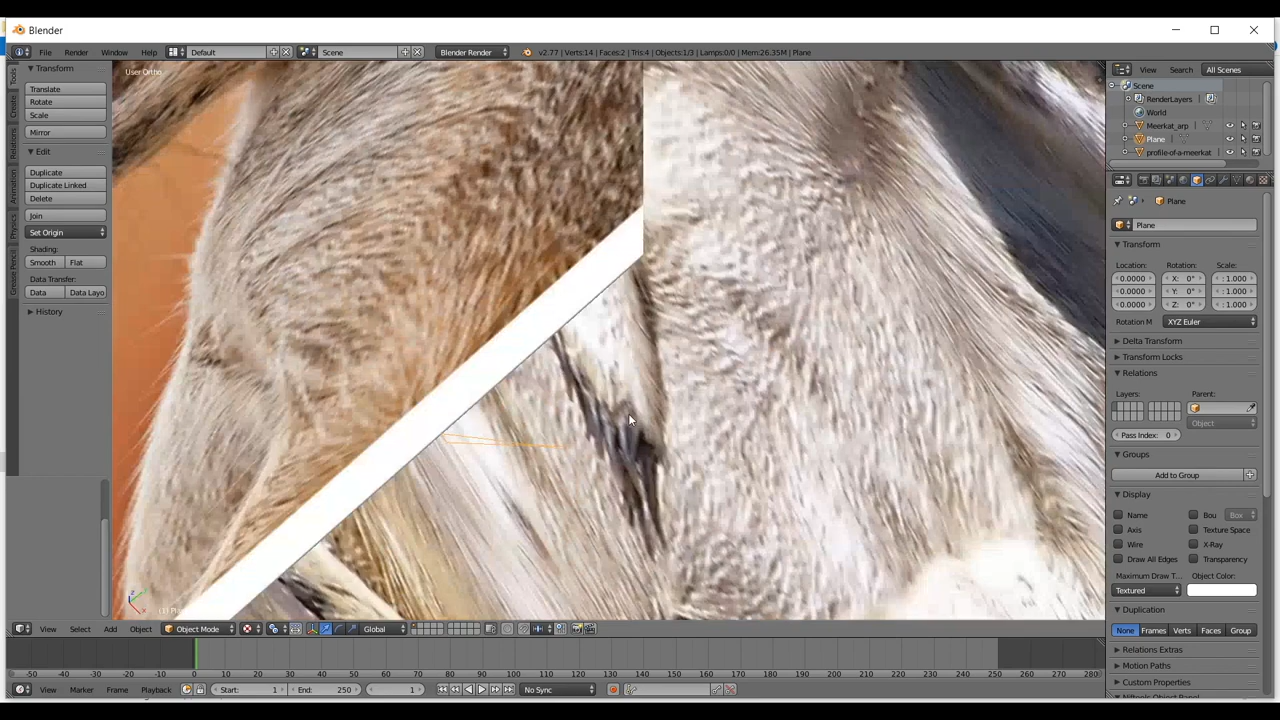 Blender
File Render Window Help Default Scene Blender Render v2.77 | Verts:14 | Faces:2 | Tris:4 | Objects:1/3 | Lamps:0/0 | Mem:26.35M | Plane
Transform
Translate
Rotate
Scale
Mirror
Edit
Duplicate
Duplicate Linked
Delete
Join
Set Origin
Shading:
Smooth Flat
Data Transfer:
Data Data Layo
History
Tools
Create
Relations
Animation
Physics
Grease Pencil
User Ortho
View Search All Scenes
Scene
RenderLayers
World
Meerkat_arp
Plane
profile-of-a-meerkat
Plane
Plane
Transform
Location: Rotation: Scale:
0.0000 X: 0° : 1.000
0.0000 Y: 0° : 1.000
0.0000 Z: 0° : 1.000
Rotation M XYZ Euler
Delta Transform
Transform Locks
Relations
Layers: Parent:
Object
Pass Index: 0
Groups
Add to Group
Display
Name Bou Box
Axis Texture Space
Wire X-Ray
Draw All Edges Transparency
Maximum Draw T... Object Color:
Textured
Duplication
None Frames Verts Faces Group
Relations Extras
Motion Paths
Custom Properties
View Select Add Object Object Mode Global
-50 -40 -30 -20 -10 0 10 20 30 40 50 60 70 80 90 100 110 120 130 140 150 160 170 180 190 200 210 220 230 240 250 260 270 280
View Marker Frame Playback Start: 1 End: 250 1 No Sync